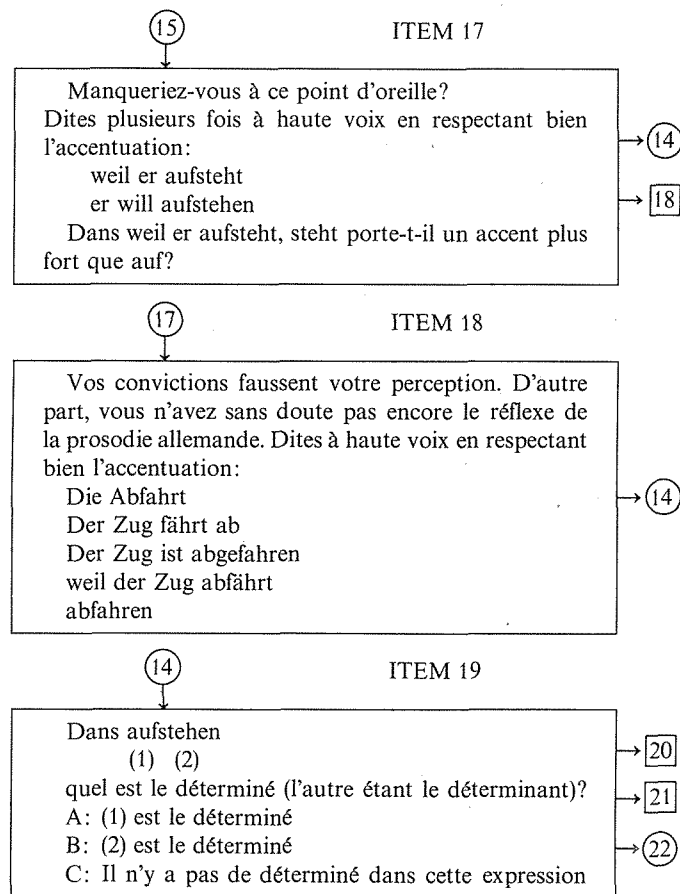 15 ITEM 17
Manqueriez-vous à ce point d'oreille?
Dites plusieurs fois à haute voix en respectant bien
l'accentuation:
→ 14
weil er aufsteht
er will aufstehen
→ 18
Dans weil er aufsteht, steht porte-t-il un accent plus
fort que auf?
17 ITEM 18
Vos convictions faussent votre perception. D'autre
part, vous n'avez sans doute pas encore le réflexe de
la prosodie allemande. Dites à haute voix en respectant
bien l'accentuation:
Die Abfahrt
→ 14
Der Zug fährt ab
Der Zug ist abgefahren
weil der Zug abfährt
abfahren
14 ITEM 19
Dans aufstehen
→ 20
(1) (2)
quel est le déterminé (l'autre étant le déterminant)?
→ 21
A: (1) est le déterminé
B: (2) est le déterminé
→ 22
C: Il n'y a pas de déterminé dans cette expression